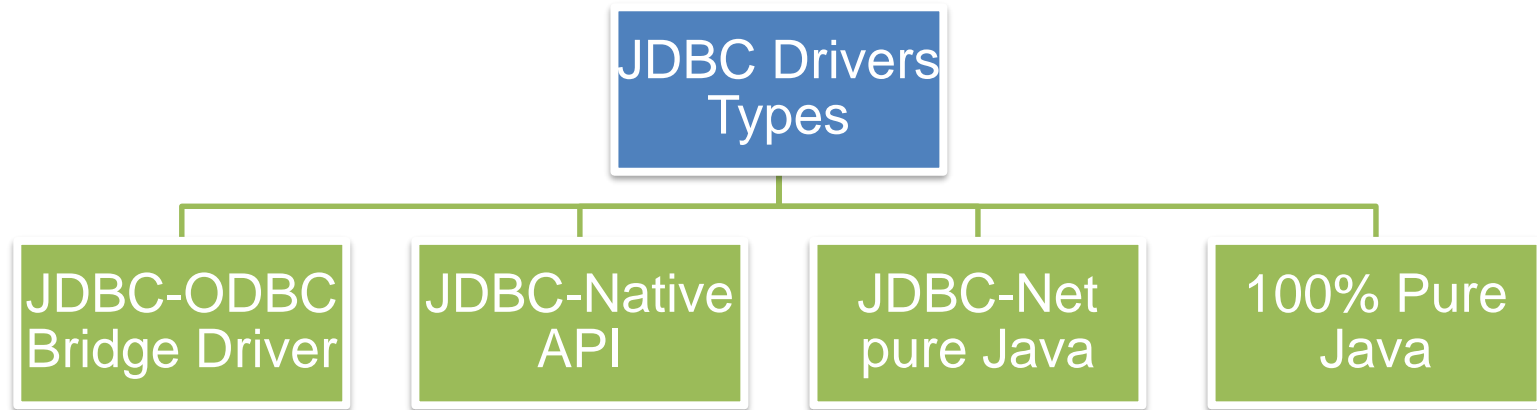 JDBC Drivers
Types
JDBC-ODBC
Bridge Driver
JDBC-Native
API
JDBC-Net
pure Java
100% Pure
Java